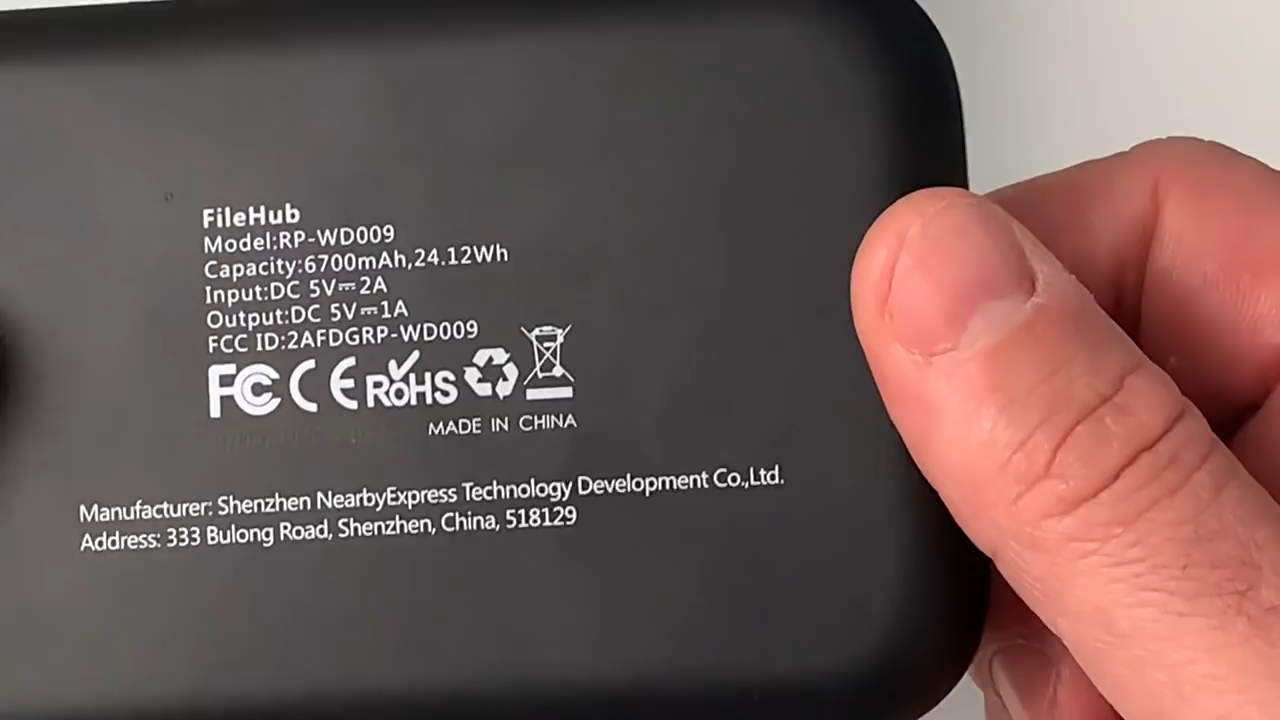 FileHub
Model:RP-WD009
Capacity:6700mAh,24.12Wh
Input:DC 5V⎓2A
Output:DC 5V⎓1A
FCC ID:2AFDGRP-WD009
FC CE RoHS
MADE IN CHINA
Manufacturer: Shenzhen NearbyExpress Technology Development Co.,Ltd.
Address: 333 Bulong Road, Shenzhen, China, 518129